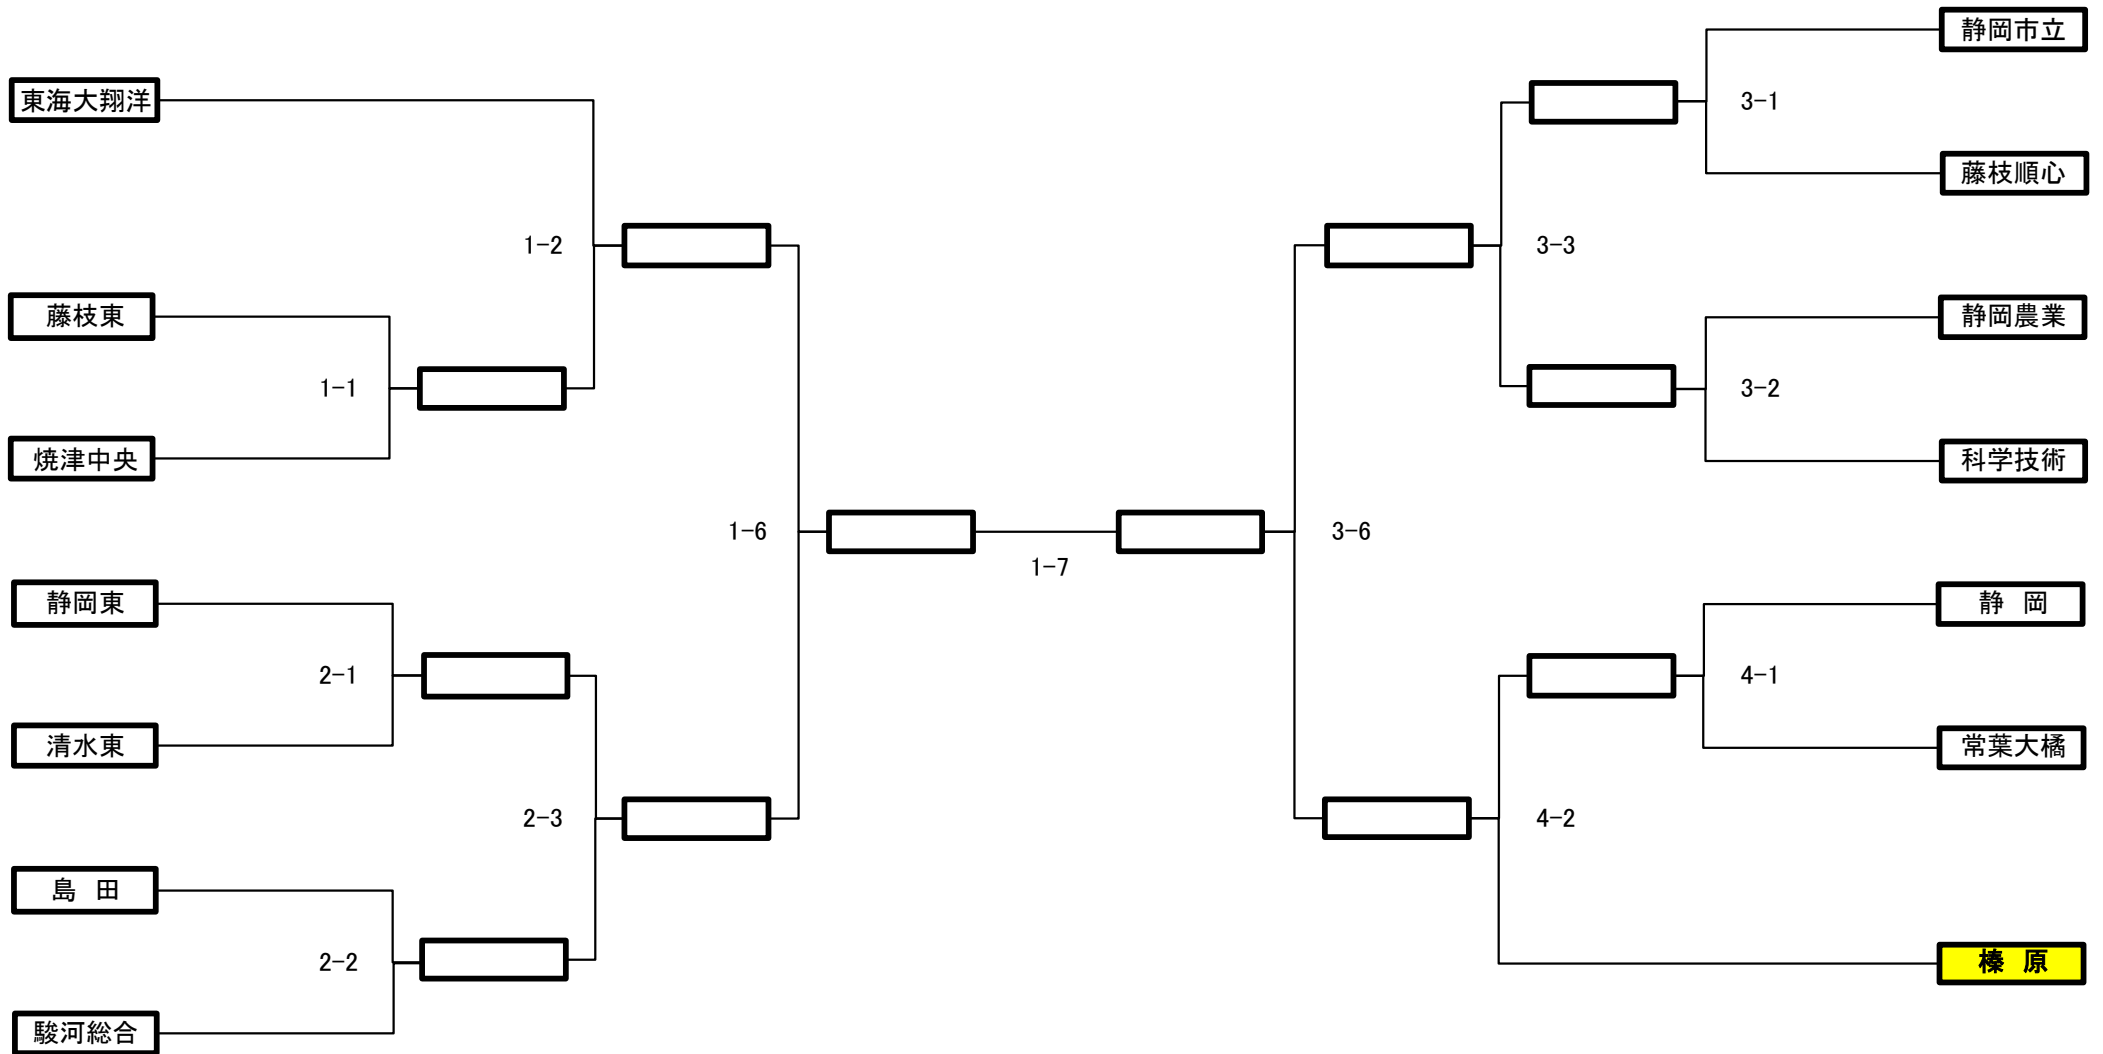 静岡市立
東海大翔洋
3-1
藤枝順心
1-2
3-3
藤枝東
静岡農業
1-1
3-2
焼津中央
科学技術
1-6
3-6
1-7
静岡東
静　岡
2-1
4-1
清水東
常葉大橘
2-3
4-2
島　田
2-2
榛　原
駿河総合